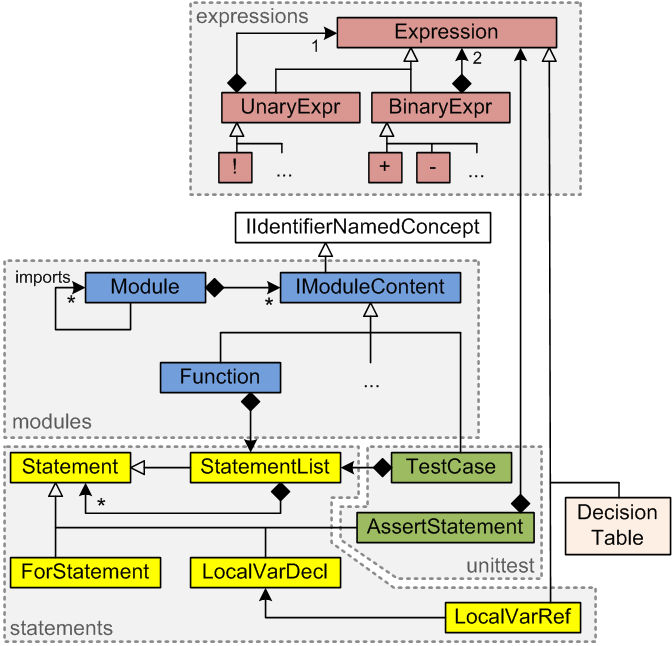 expressions
Expression
1
2
UnaryExpr
BinaryExpr
!
...
+
-
...
IIdentifierNamedConcept
imports
*
Module
*
IModuleContent
Function
...
modules
Statement
StatementList
TestCase
*
AssertStatement
Decision
Table
ForStatement
LocalVarDecl
unittest
LocalVarRef
statements